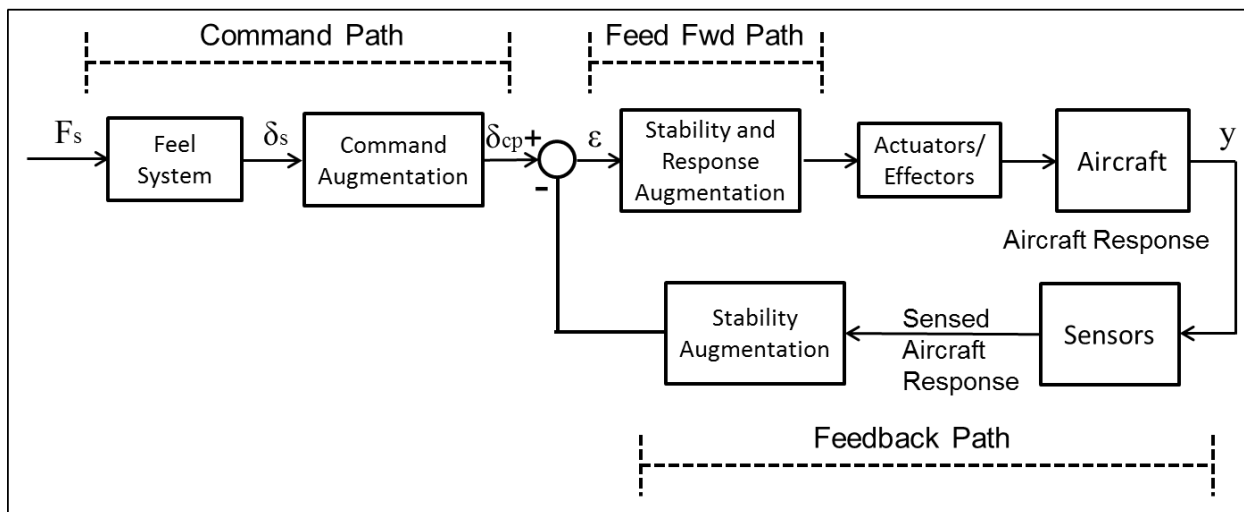 Command Path
Feed Fwd Path
Fs
Feel
System
δs
Command
Augmentation
δcp+
-
ε
Stability and
Response
Augmentation
Actuators/
Effectors
Aircraft
y
Aircraft Response
Stability
Augmentation
Sensed
Aircraft
Response
Sensors
Feedback Path